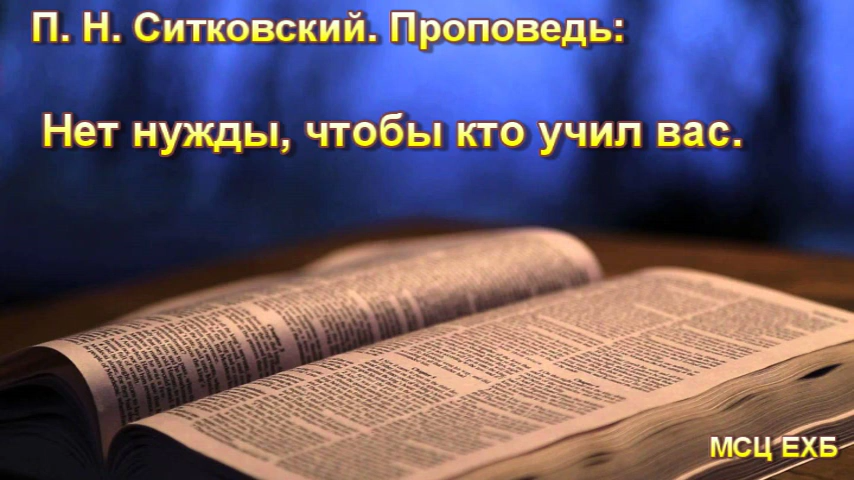 П. Н. Ситковский. Проповедь:
Нет нужды, чтобы кто учил вас.
МСЦ ЕХБ